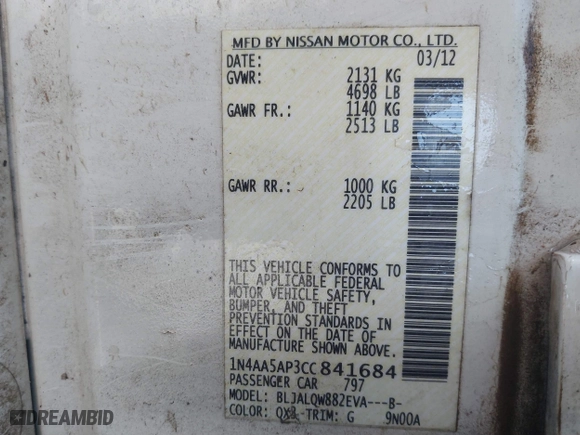 MFD BY NISSAN MOTOR CO., LTD.
DATE: 03/12
GVWR: 2131 KG
4698 LB
GAWR FR.: 1140 KG
2513 LB
GAWR RR.: 1000 KG
2205 LB
THIS VEHICLE CONFORMS TO
ALL APPLICABLE FEDERAL
MOTOR VEHICLE SAFETY,
BUMPER, AND THEFT
PREVENTION STANDARDS IN
EFFECT ON THE DATE OF
MANUFACTURE SHOWN ABOVE.
1N4AA5AP3CC841684
PASSENGER CAR 797
MODEL: BLJALQW882EVA---B-
COLOR: QX3 TRIM: G 9N00A
DREAMBID